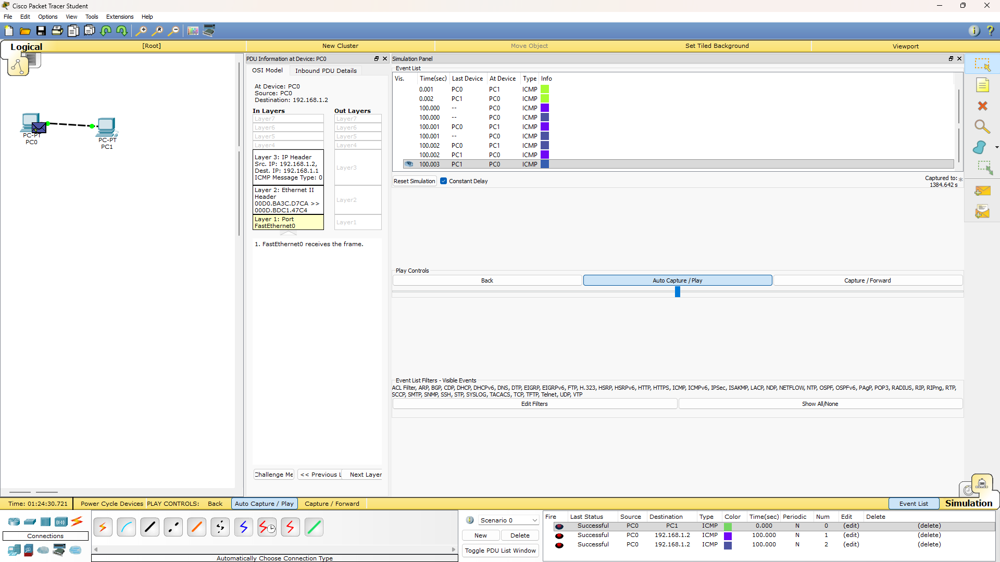 Cisco Packet Tracer Student
File Edit Options View Tools Extensions Help
Logical [Root] New Cluster Move Object Set Tiled Background Viewport
PC-PT
PC0
PC-PT
PC1
PDU Information at Device: PC0
OSI Model Inbound PDU Details
At Device: PC0
Source: PC0
Destination: 192.168.1.2
In Layers Out Layers
Layer7 Layer7
Layer6 Layer6
Layer5 Layer5
Layer4 Layer4
Layer 3: IP Header
Src. IP: 192.168.1.2,
Dest. IP: 192.168.1.1
ICMP Message Type: 0
Layer3
Layer 2: Ethernet II
Header
00D0.BA3C.D7CA >>
000D.BDC1.47C4
Layer2
Layer 1: Port
FastEthernet0
Layer1
1. FastEthernet0 receives the frame.
Challenge Me << Previous L Next Layer
Simulation Panel
Event List
Vis. Time(sec) Last Device At Device Type Info
0.001 PC0 PC1 ICMP
0.002 PC1 PC0 ICMP
100.000 -- PC0 ICMP
100.000 -- PC0 ICMP
100.001 PC0 PC1 ICMP
100.001 -- PC0 ICMP
100.002 PC0 PC1 ICMP
100.002 PC1 PC0 ICMP
100.003 PC1 PC0 ICMP
Reset Simulation Constant Delay
Captured to: *
1384.642 s
Play Controls
Back Auto Capture / Play Capture / Forward
Event List Filters - Visible Events
ACL Filter, ARP, BGP, CDP, DHCP, DHCPv6, DNS, DTP, EIGRP, EIGRPv6, FTP, H.323, HSRP, HSRPv6, HTTP, HTTPS, ICMP, ICMPv6, IPSec, ISAKMP, LACP, NDP, NETFLOW, NTP, OSPF, OSPFv6, PAgP, POP3, RADIUS, RIP, RIPng, RTP,
SCCP, SMTP, SNMP, SSH, STP, SYSLOG, TACACS, TCP, TFTP, Telnet, UDP, VTP
Edit Filters Show All/None
Time: 01:24:30.721 Power Cycle Devices PLAY CONTROLS: Back Auto Capture / Play Capture / Forward Event List Simulation
Connections
Automatically Choose Connection Type
Scenario 0
New Delete
Toggle PDU List Window
Fire Last Status Source Destination Type Color Time(sec) Periodic Num Edit Delete
Successful PC0 PC1 ICMP 0.000 N 0 (edit) (delete)
Successful PC0 192.168.1.2 ICMP 100.000 N 1 (edit) (delete)
Successful PC0 192.168.1.2 ICMP 100.000 N 2 (edit) (delete)